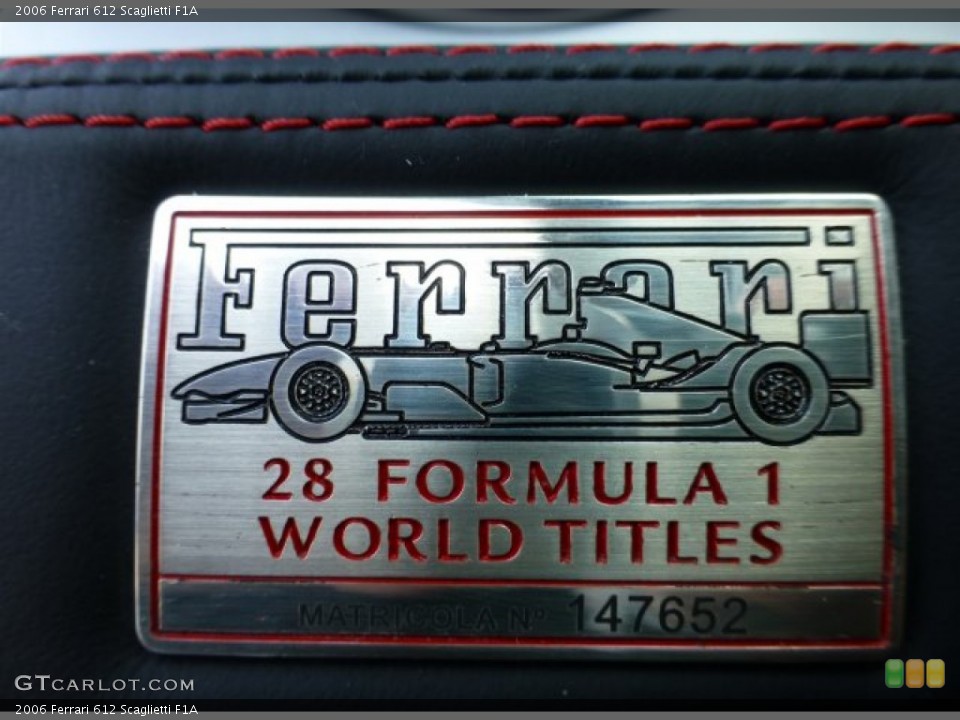 2006 Ferrari 612 Scaglietti F1A
Ferrari
28 FORMULA 1
WORLD TITLES
MATRICOLA N° 147652
GTCARLOT.COM
2006 Ferrari 612 Scaglietti F1A